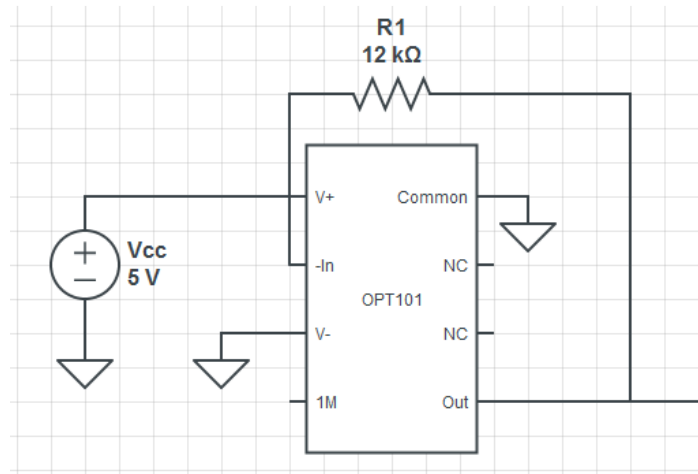 R1
12 kΩ
V+
Common
Vcc
5 V
-In
NC
OPT101
V-
NC
1M
Out